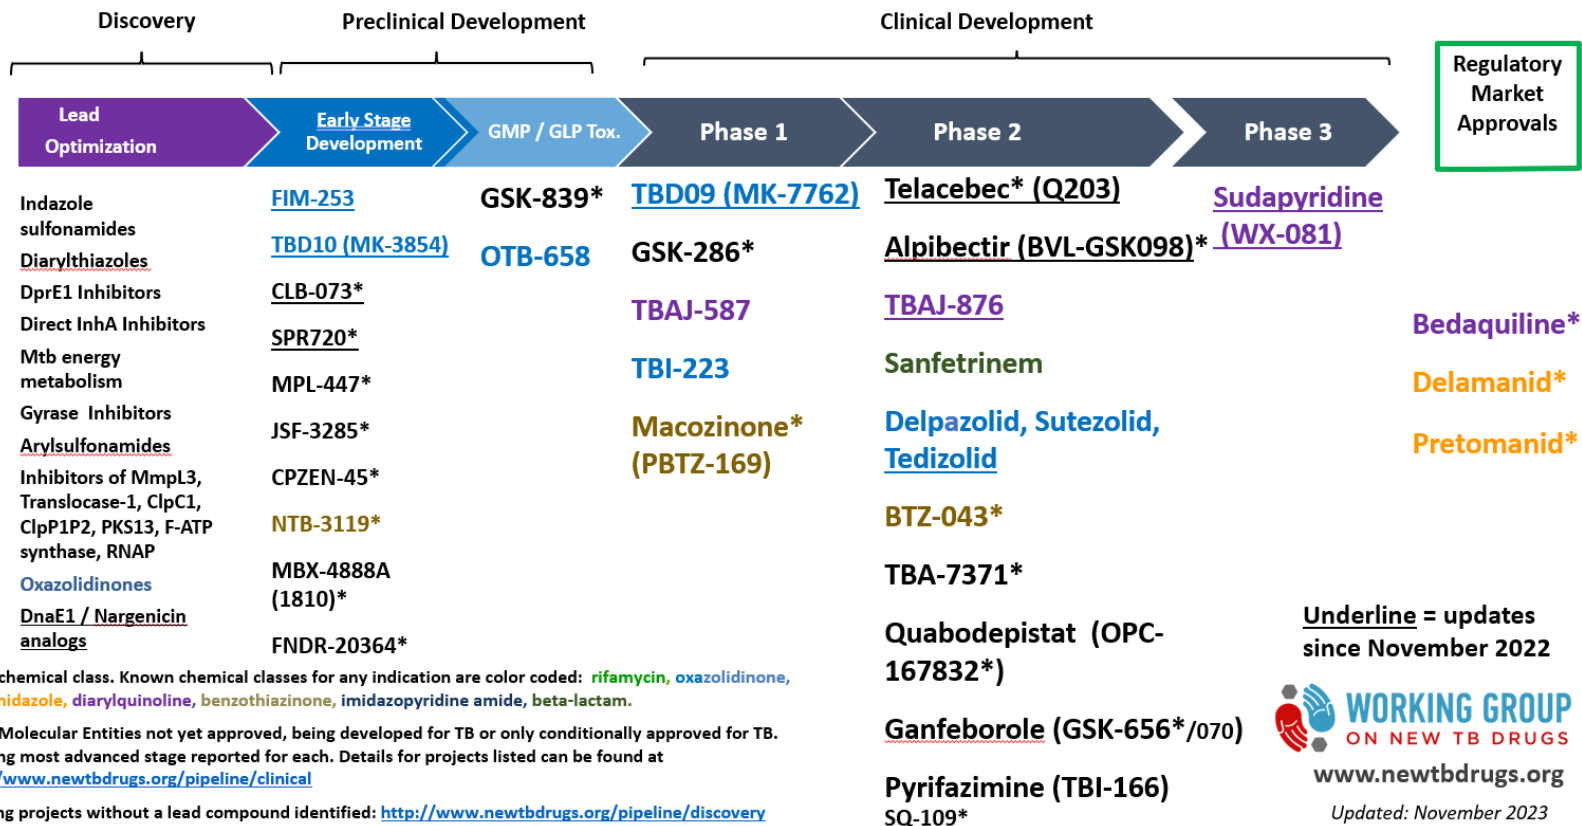 Discovery
Preclinical Development
Clinical Development
Regulatory
Market
Approvals
Lead
Optimization
Early Stage
Development
GMP / GLP Tox.
Phase 1
Phase 2
Phase 3
Indazole
sulfonamides
Diarylthiazoles
DprE1 Inhibitors
Direct InhA Inhibitors
Mtb energy
metabolism
Gyrase Inhibitors
Arylsulfonamides
Inhibitors of MmpL3,
Translocase-1, ClpC1,
ClpP1P2, PKS13, F-ATP
synthase, RNAP
Oxazolidinones
DnaE1 / Nargenicin
analogs
FIM-253
TBD10 (MK-3854)
CLB-073*
SPR720*
MPL-447*
JSF-3285*
CPZEN-45*
NTB-3119*
MBX-4888A
(1810)*
FNDR-20364*
GSK-839*
OTB-658
TBD09 (MK-7762)
GSK-286*
TBAJ-587
TBI-223
Macozinone*
(PBTZ-169)
Telacebec* (Q203)
Alpibectir (BVL-GSK098)*
TBAJ-876
Sanfetrinem
Delpazolid, Sutezolid,
Tedizolid
BTZ-043*
TBA-7371*
Quabodepistat (OPC-
167832*)
Ganfeborole (GSK-656*/070)
Pyrifazimine (TBI-166)
SQ-109*
Sudapyridine
(WX-081)
Bedaquiline*
Delamanid*
Pretomanid*
Underline = updates
since November 2022
chemical class. Known chemical classes for any indication are color coded: rifamycin, oxazolidinone,
midazole, diarylquinoline, benzothiazinone, imidazopyridine amide, beta-lactam.
Molecular Entities not yet approved, being developed for TB or only conditionally approved for TB.
ng most advanced stage reported for each. Details for projects listed can be found at
/www.newtbdrugs.org/pipeline/clinical
ng projects without a lead compound identified: http://www.newtbdrugs.org/pipeline/discovery
WORKING GROUP
ON NEW TB DRUGS
www.newtbdrugs.org
Updated: November 2023